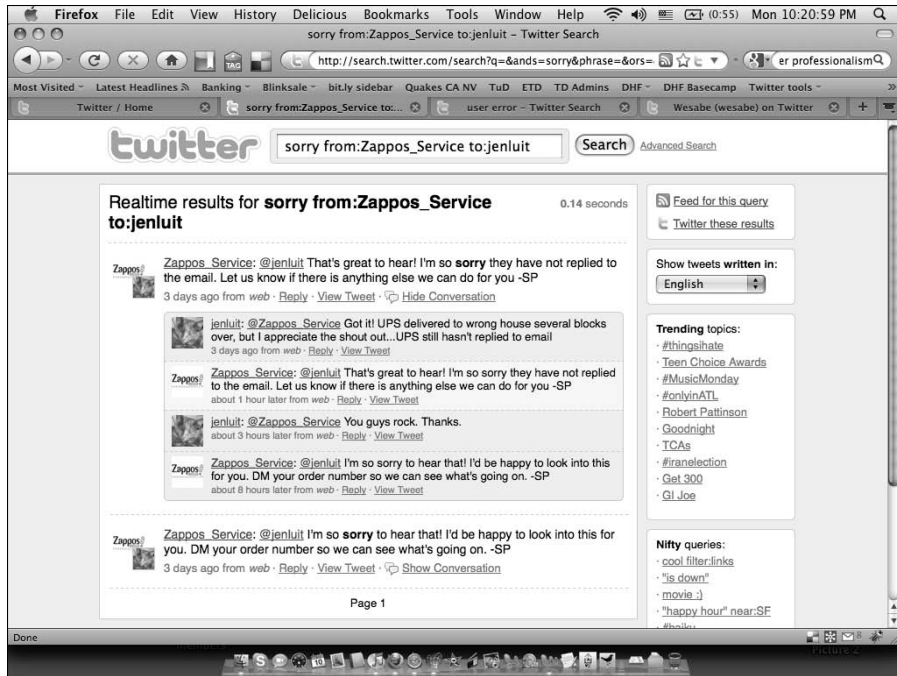 Firefox File Edit View History Delicious Bookmarks Tools Window Help (0:55) Mon 10:20:59 PM
sorry from:Zappos_Service to:jenluit – Twitter Search
http://search.twitter.com/search?q=&ands=sorry&phrase=&ors= er professionalism
TAG
Most Visited Latest Headlines Banking Blinksale bit.ly sidebar Quakes CA NV TuD ETD TD Admins DHF DHF Basecamp Twitter tools »
Twitter / Home sorry from:Zappos_Service to:... user error – Twitter Search Wesabe (wesabe) on Twitter +
twitter sorry from:Zappos_Service to:jenluit Search Advanced Search
Realtime results for sorry from:Zappos_Service to:jenluit
0.14 seconds
Zappos
Zappos_Service: @jenluit That's great to hear! I'm so sorry they have not replied to
the email. Let us know if there is anything else we can do for you -SP
3 days ago from web · Reply · View Tweet · Hide Conversation
jenluit: @Zappos_Service Got it! UPS delivered to wrong house several blocks
over, but I appreciate the shout out...UPS still hasn't replied to email
3 days ago from web · Reply · View Tweet
Zappos
Zappos_Service: @jenluit That's great to hear! I'm so sorry they have not replied
to the email. Let us know if there is anything else we can do for you -SP
about 1 hour later from web · Reply · View Tweet
jenluit: @Zappos_Service You guys rock. Thanks.
about 3 hours later from web · Reply · View Tweet
Zappos
Zappos_Service: @jenluit I'm so sorry to hear that! I'd be happy to look into this
for you. DM your order number so we can see what's going on. -SP
about 8 hours later from web · Reply · View Tweet
Zappos
Zappos_Service: @jenluit I'm so sorry to hear that! I'd be happy to look into this for
you. DM your order number so we can see what's going on. -SP
3 days ago from web · Reply · View Tweet · Show Conversation
Page 1
Feed for this query
Twitter these results
Show tweets written in:
English
Trending topics:
· #thingsihate
· Teen Choice Awards
· #MusicMonday
· #onlyinATL
· Robert Pattinson
· Goodnight
· TCAs
· #iranelection
· Get 300
· GI Joe
Nifty queries:
· cool filter:links
· "is down"
· movie :)
· "happy hour" near:SF
· #haiku
Done
8
members
Picture 2